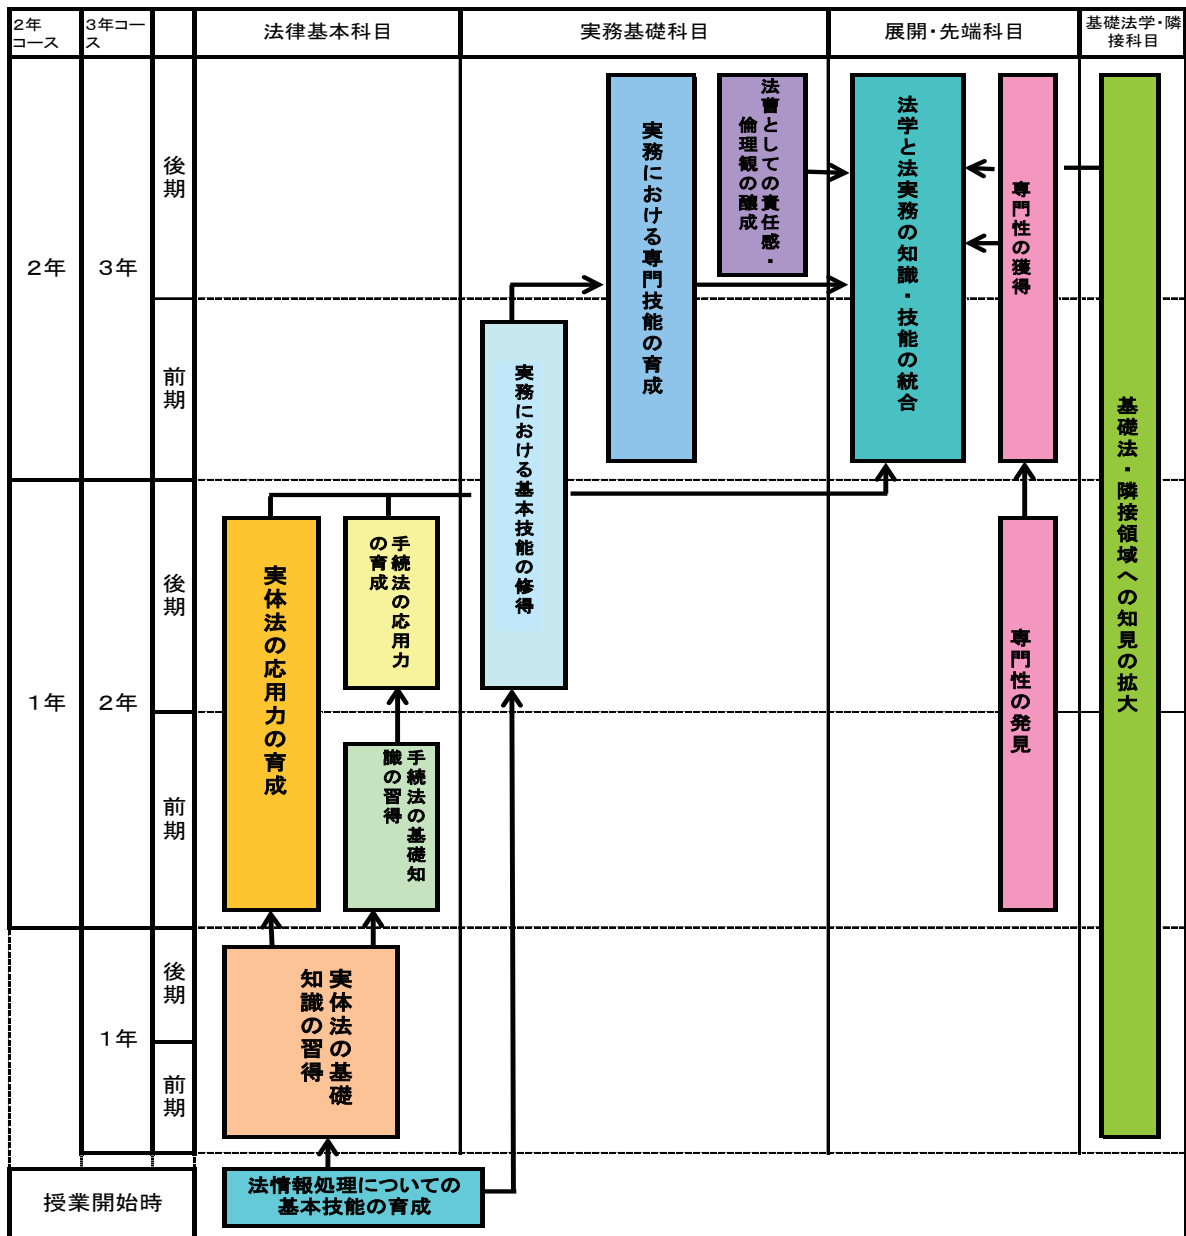 2年
コース
3年コー
ス
法律基本科目
実務基礎科目
展開・先端科目
基礎法学・隣
接科目
後期
2年
3年
前期
後期
1年
2年
前期
後期
1年
前期
授業開始時
実務における専門技能の育成
法曹としての責任感・
倫理観の醸成
法学と法実務の知識・技能の統合
専門性の獲得
基礎法・隣接領域への知見の拡大
実務における基本技能の修得
実体法の応用力の育成
手続法の応用力
の育成
専門性の発見
手続法の基礎知
識の習得
実体法の基礎
知識の習得
法情報処理についての
基本技能の育成